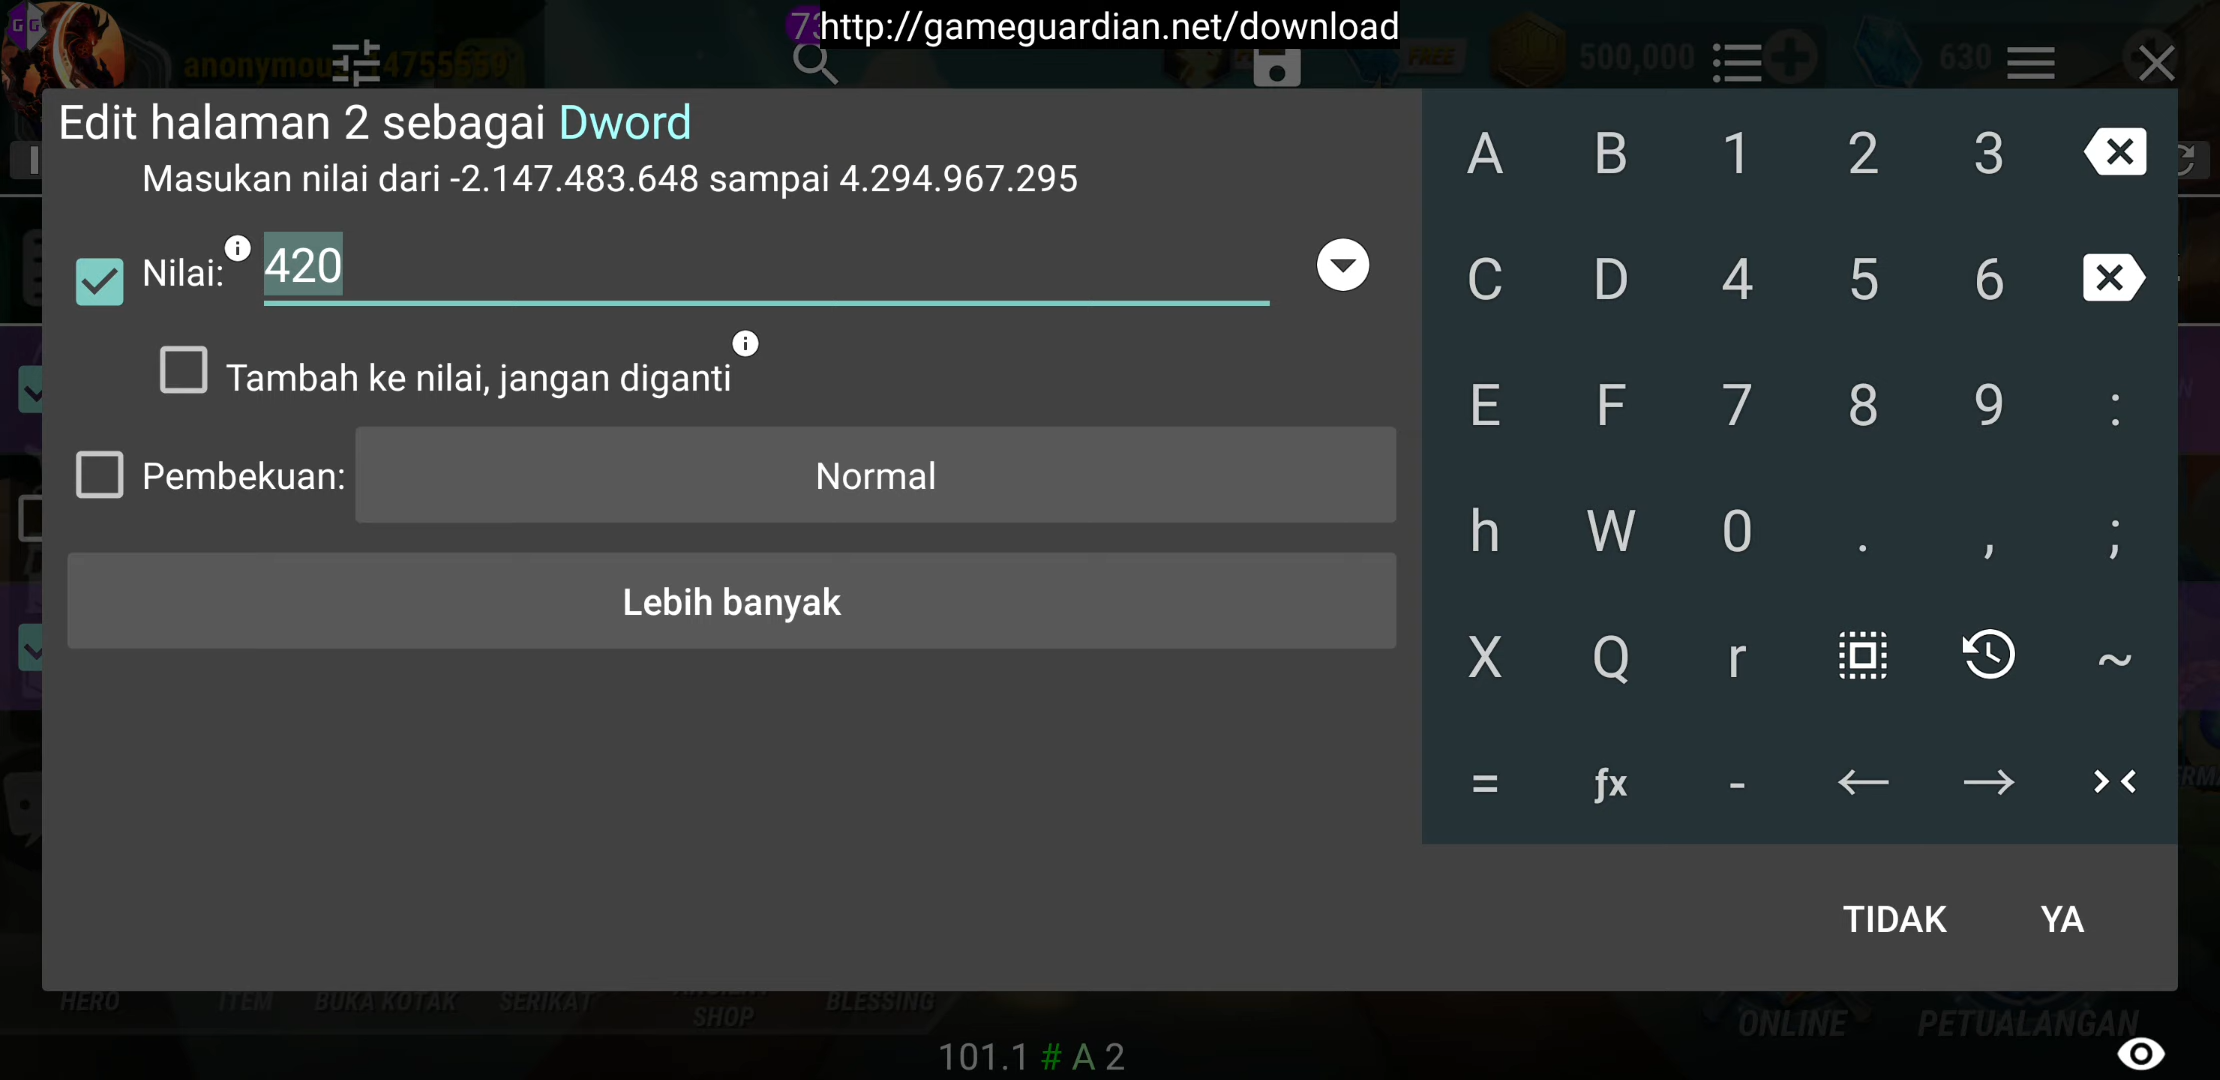 http://gameguardian.net/download
500,000
630
FREE
Edit halaman 2 sebagai Dword
Masukan nilai dari -2.147.483.648 sampai 4.294.967.295
Nilai: 420
Tambah ke nilai, jangan diganti
Pembekuan: Normal
Lebih banyak
A B 1 2 3
C D 4 5 6
E F 7 8 9 :
h W 0 . , ;
X Q r ~
= ƒx - ← → > <
TIDAK YA
HERO ITEM BUKA KOTAK SERIKAT SHOP BLESSING
ONLINE PETUALANGAN
101.1 # A 2